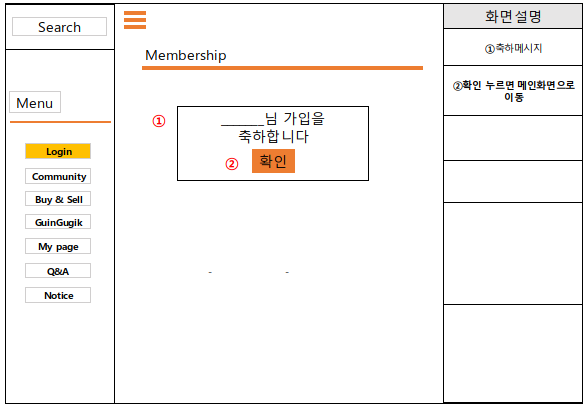 Search
Menu
Login
Community
Buy & Sell
GuinGugik
My page
Q&A
Notice
Membership
①
______님 가입을
축하합니다
②
확인
- -
화면설명
①축하메시지
②확인 누르면 메인화면으로
이동